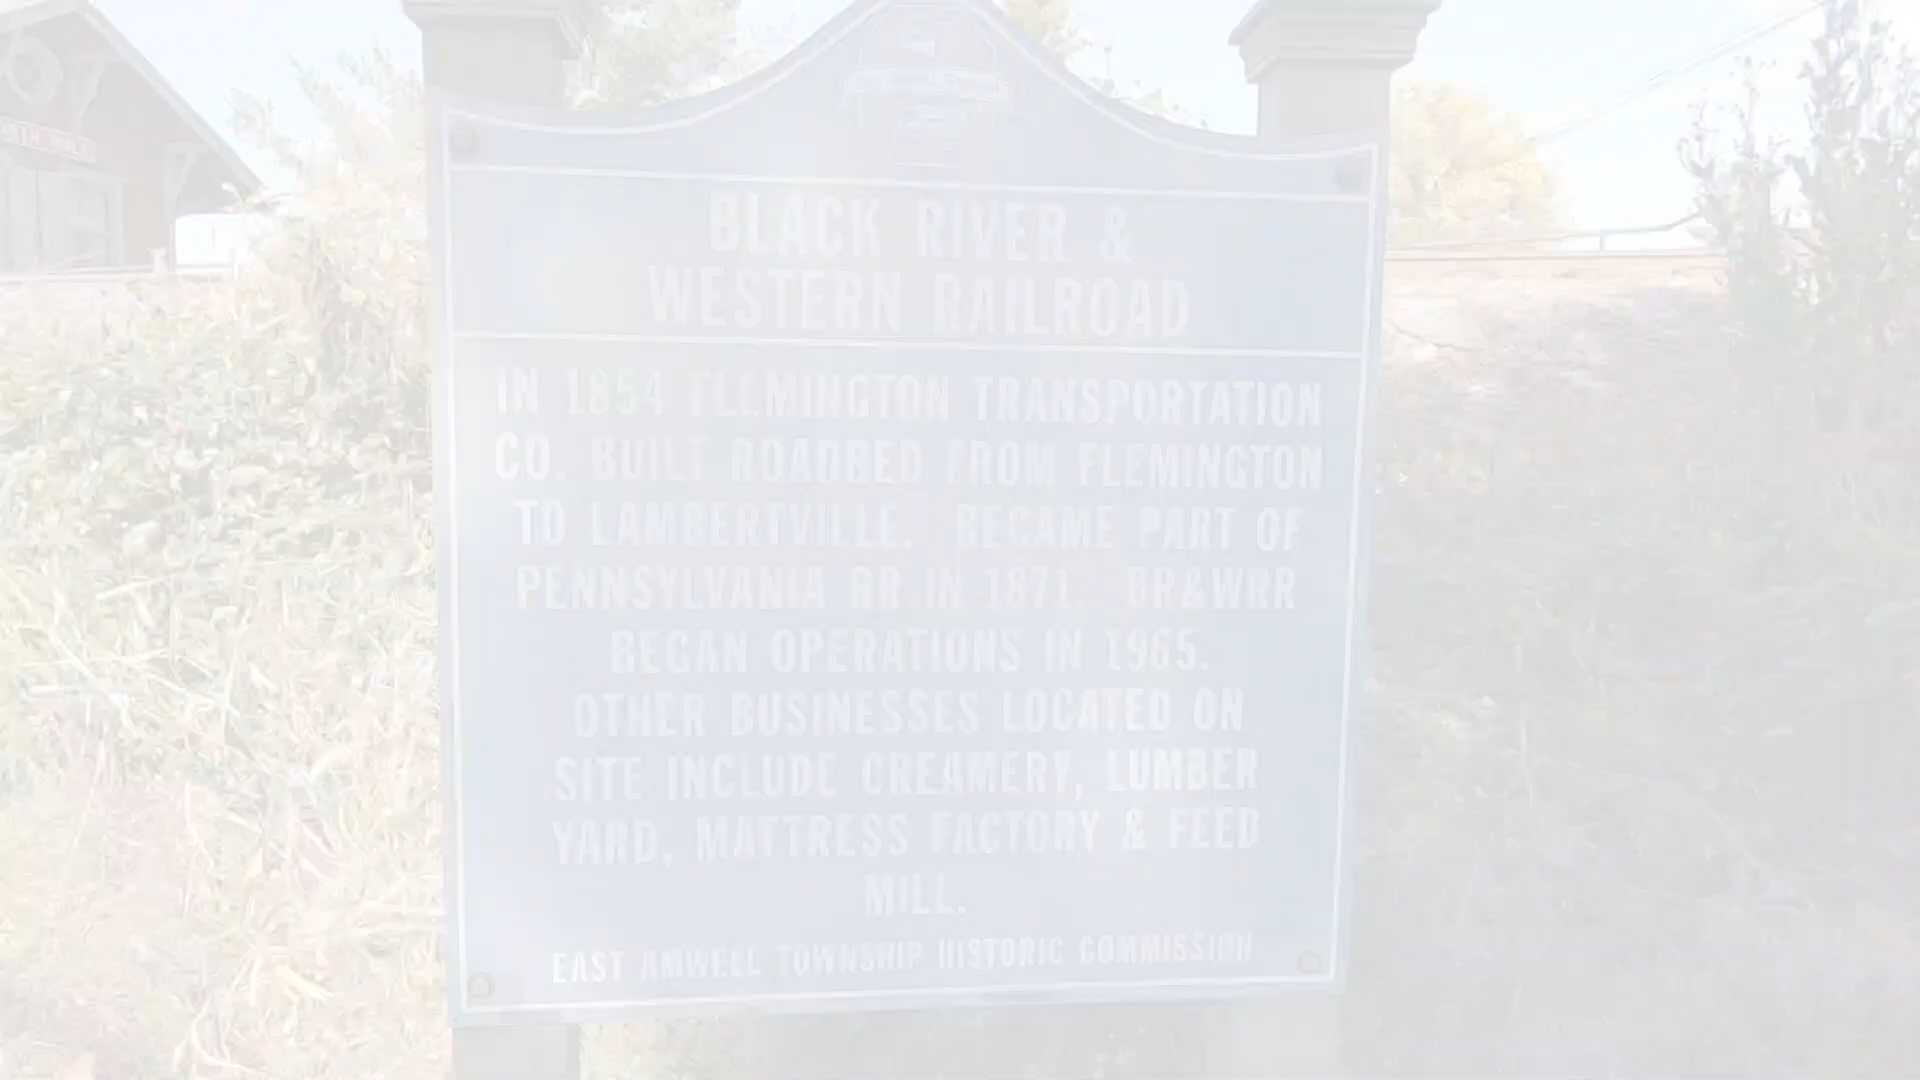 BLACK RIVER &
WESTERN RAILROAD
IN 1854 FLEMINGTON TRANSPORTATION
CO. BUILT ROADBED FROM FLEMINGTON
TO LAMBERTVILLE. BECAME PART OF
PENNSYLVANIA RR IN 1871. BR&WRR
BEGAN OPERATIONS IN 1965.
OTHER BUSINESSES LOCATED ON
SITE INCLUDE CREAMERY, LUMBER
YARD, MATTRESS FACTORY & FEED
MILL.
EAST AMWELL TOWNSHIP HISTORIC COMMISSION